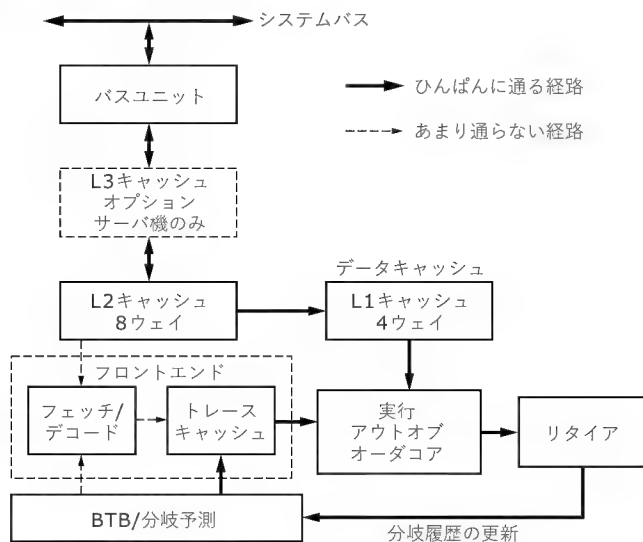 システムバス
バスユニット
ひんぱんに通る経路
あまり通らない経路
L3キャッシュ
オプション
サーバ機のみ
データキャッシュ
L2キャッシュ
8ウェイ
L1キャッシュ
4ウェイ
フロントエンド
フェッチ/
デコード
トレース
キャッシュ
実行
アウトオブ
オーダコア
リタイア
BTB/分岐予測
分岐履歴の更新